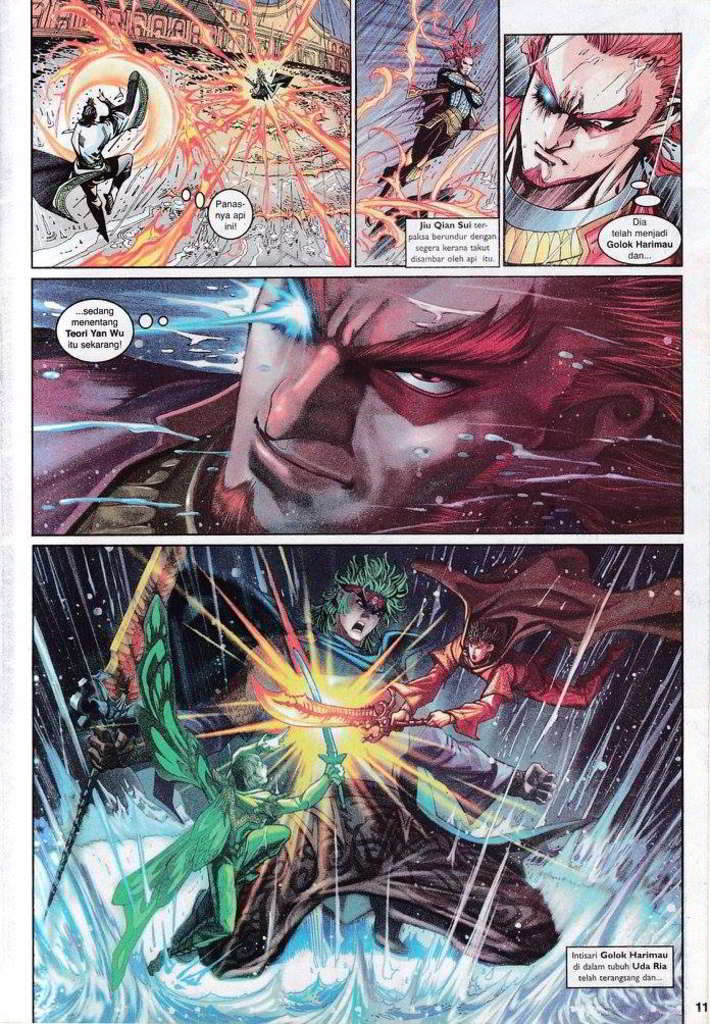 Panas-
nya api
ini!
Jiu Qian Sui ter-
paksa berundur dengan
segera kerana takut
disambar oleh api itu.
Dia
telah menjadi
Golok Harimau
dan...
...sedang
menentang
Teori Yan Wu
itu sekarang!
Intisari Golok Harimau
di dalam tubuh Uda Ria
telah terangsang dan...
11